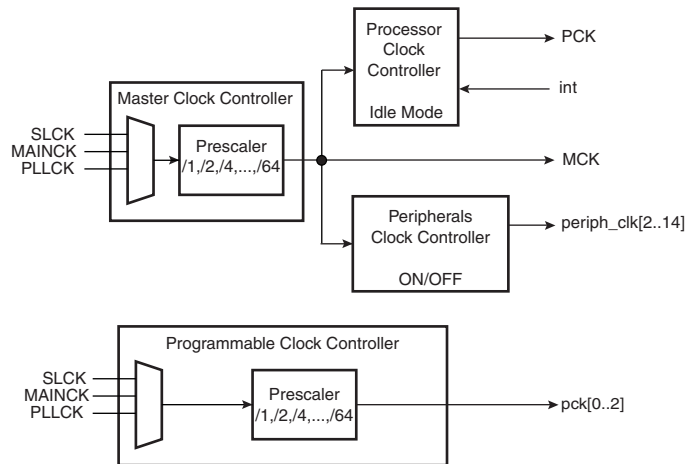 Processor
Clock
Controller
Idle Mode
PCK
int
Master Clock Controller
SLCK
MAINCK
PLLCK
Prescaler
/1,/2,/4,...,/64
MCK
Peripherals
Clock Controller
ON/OFF
periph_clk[2..14]
Programmable Clock Controller
SLCK
MAINCK
PLLCK
Prescaler
/1,/2,/4,...,/64
pck[0..2]